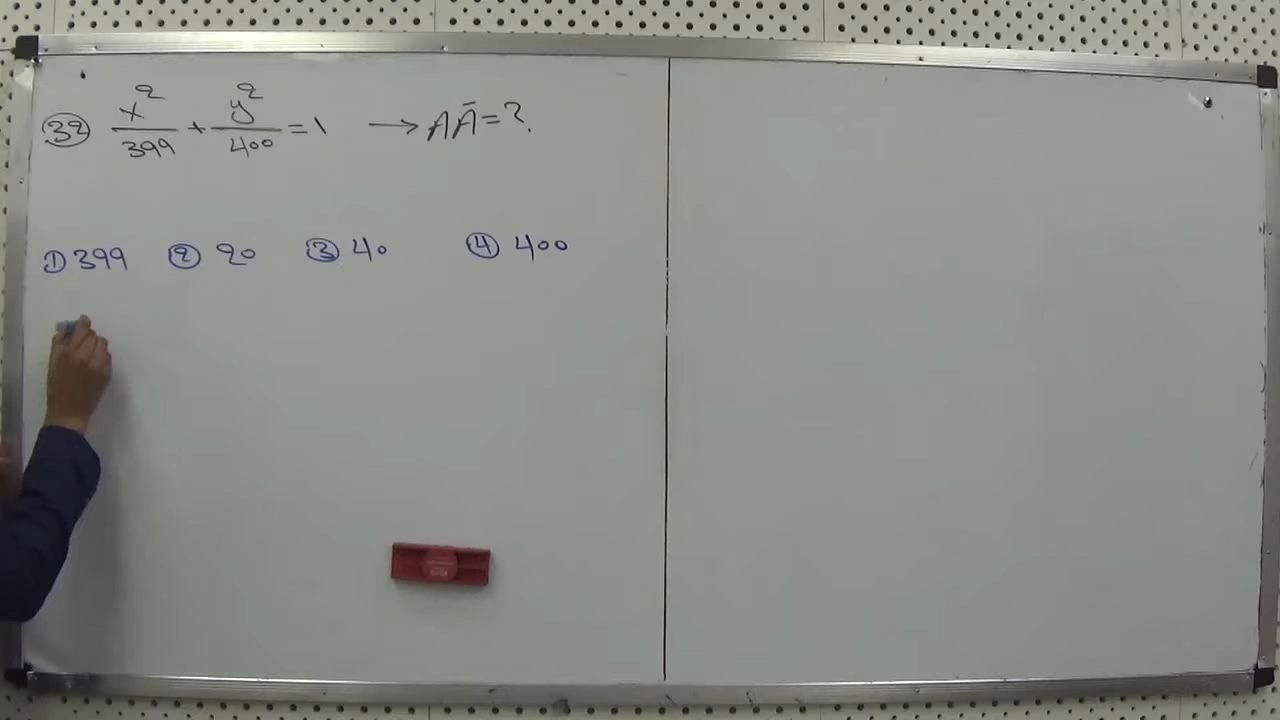 ㉜ x²/399 + y²/400 = 1 → AĀ = ?
① 399 ② 20 ③ 40 ④ 400